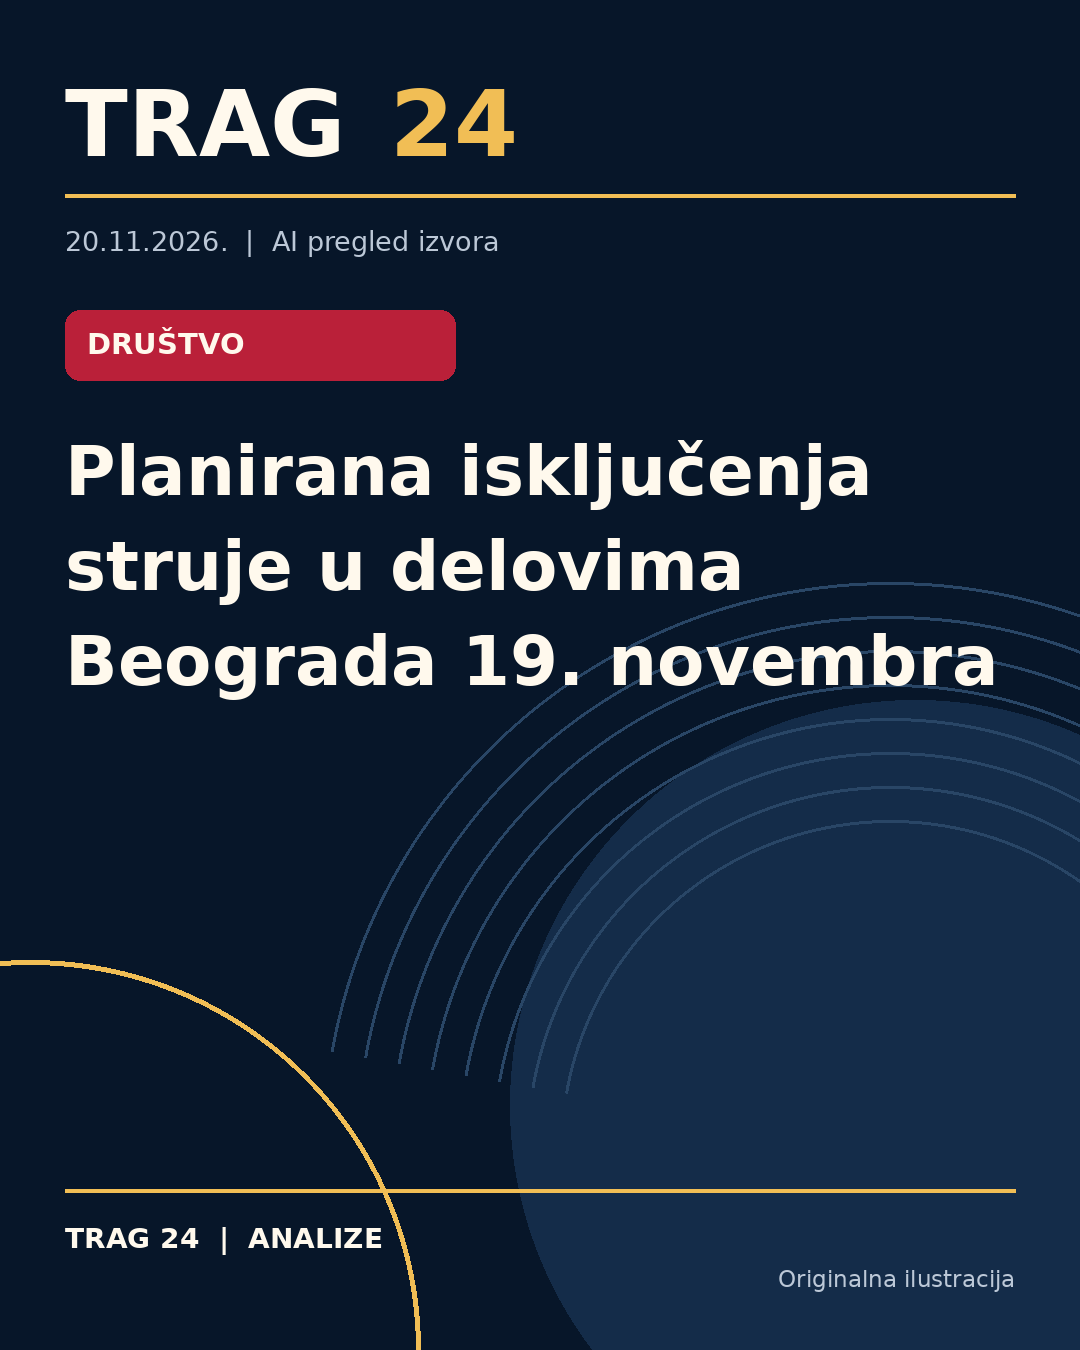 TRAG 24
20.11.2026. | AI pregled izvora
DRUŠTVO
Planirana isključenja
struje u delovima
Beograda 19. novembra
TRAG 24 | ANALIZE
Originalna ilustracija